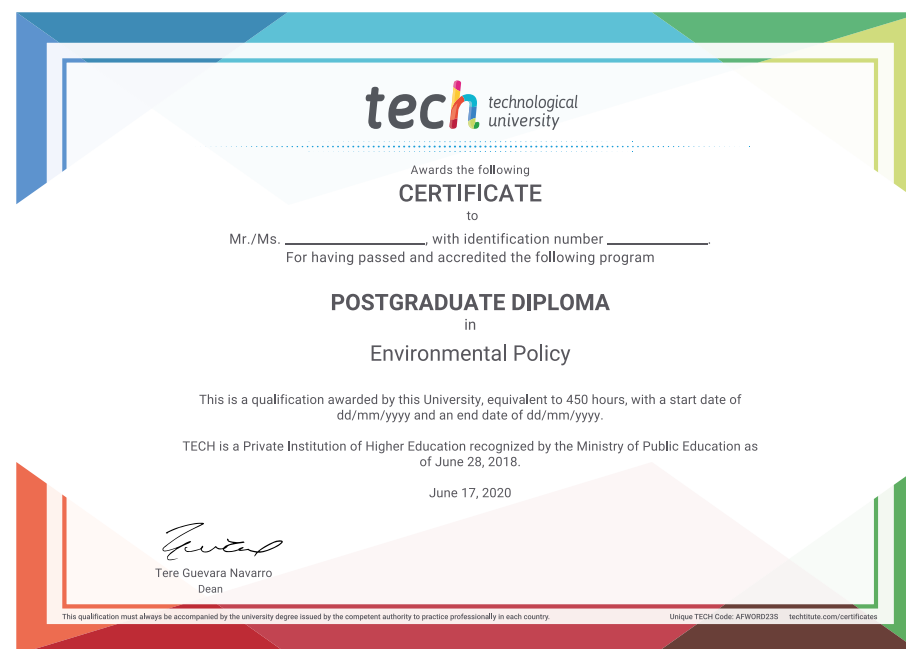 tech technological
university
Awards the following
CERTIFICATE
to
Mr./Ms. ____________________, with identification number ______________.
For having passed and accredited the following program
POSTGRADUATE DIPLOMA
in
Environmental Policy
This is a qualification awarded by this University, equivalent to 450 hours, with a start date of
dd/mm/yyyy and an end date of dd/mm/yyyy.
TECH is a Private Institution of Higher Education recognized by the Ministry of Public Education as
of June 28, 2018.
June 17, 2020
Tere Guevara Navarro
Dean
This qualification must always be accompanied by the university degree issued by the competent authority to practice professionally in each country.
Unique TECH Code: AFWORD23S techtitute.com/certificates